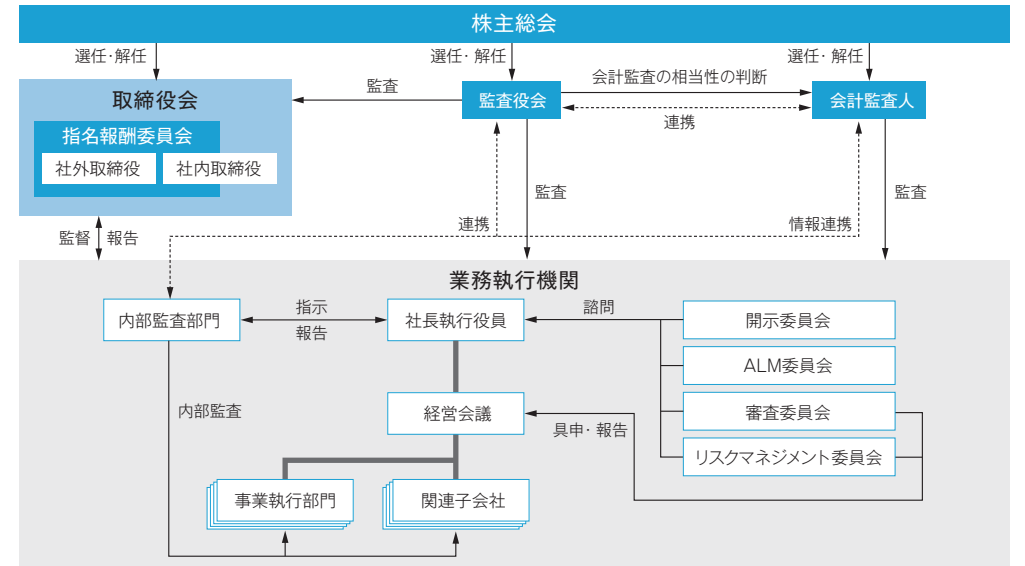 株主総会
選任・解任
選任・解任
選任・解任
取締役会
指名報酬委員会
社外取締役
社内取締役
監査
監査役会
会計監査の相当性の判断
連携
会計監査人
監査
監査
監督
報告
連携
情報連携
業務執行機関
内部監査部門
指示
報告
社長執行役員
諮問
開示委員会
ALM委員会
内部監査
経営会議
具申・報告
審査委員会
リスクマネジメント委員会
事業執行部門
関連子会社